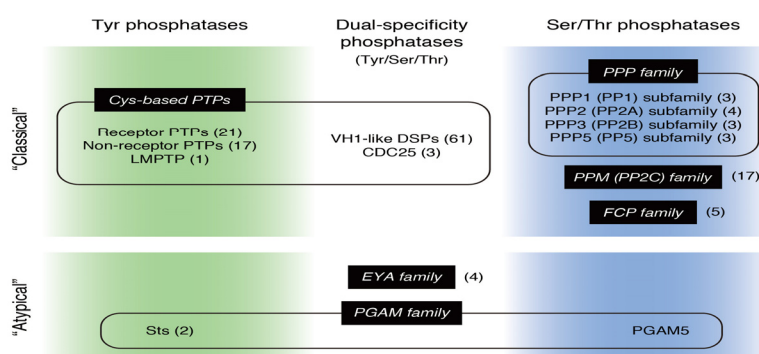 Tyr phosphatases
Dual-specificity
phosphatases
(Tyr/Ser/Thr)
Ser/Thr phosphatases
"Classical"
Cys-based PTPs
Receptor PTPs (21)
Non-receptor PTPs (17)
LMPTP (1)
VH1-like DSPs (61)
CDC25 (3)
PPP family
PPP1 (PP1) subfamily (3)
PPP2 (PP2A) subfamily (4)
PPP3 (PP2B) subfamily (3)
PPP5 (PP5) subfamily (3)
PPM (PP2C) family (17)
FCP family (5)
"Atypical"
EYA family (4)
PGAM family
Sts (2)
PGAM5